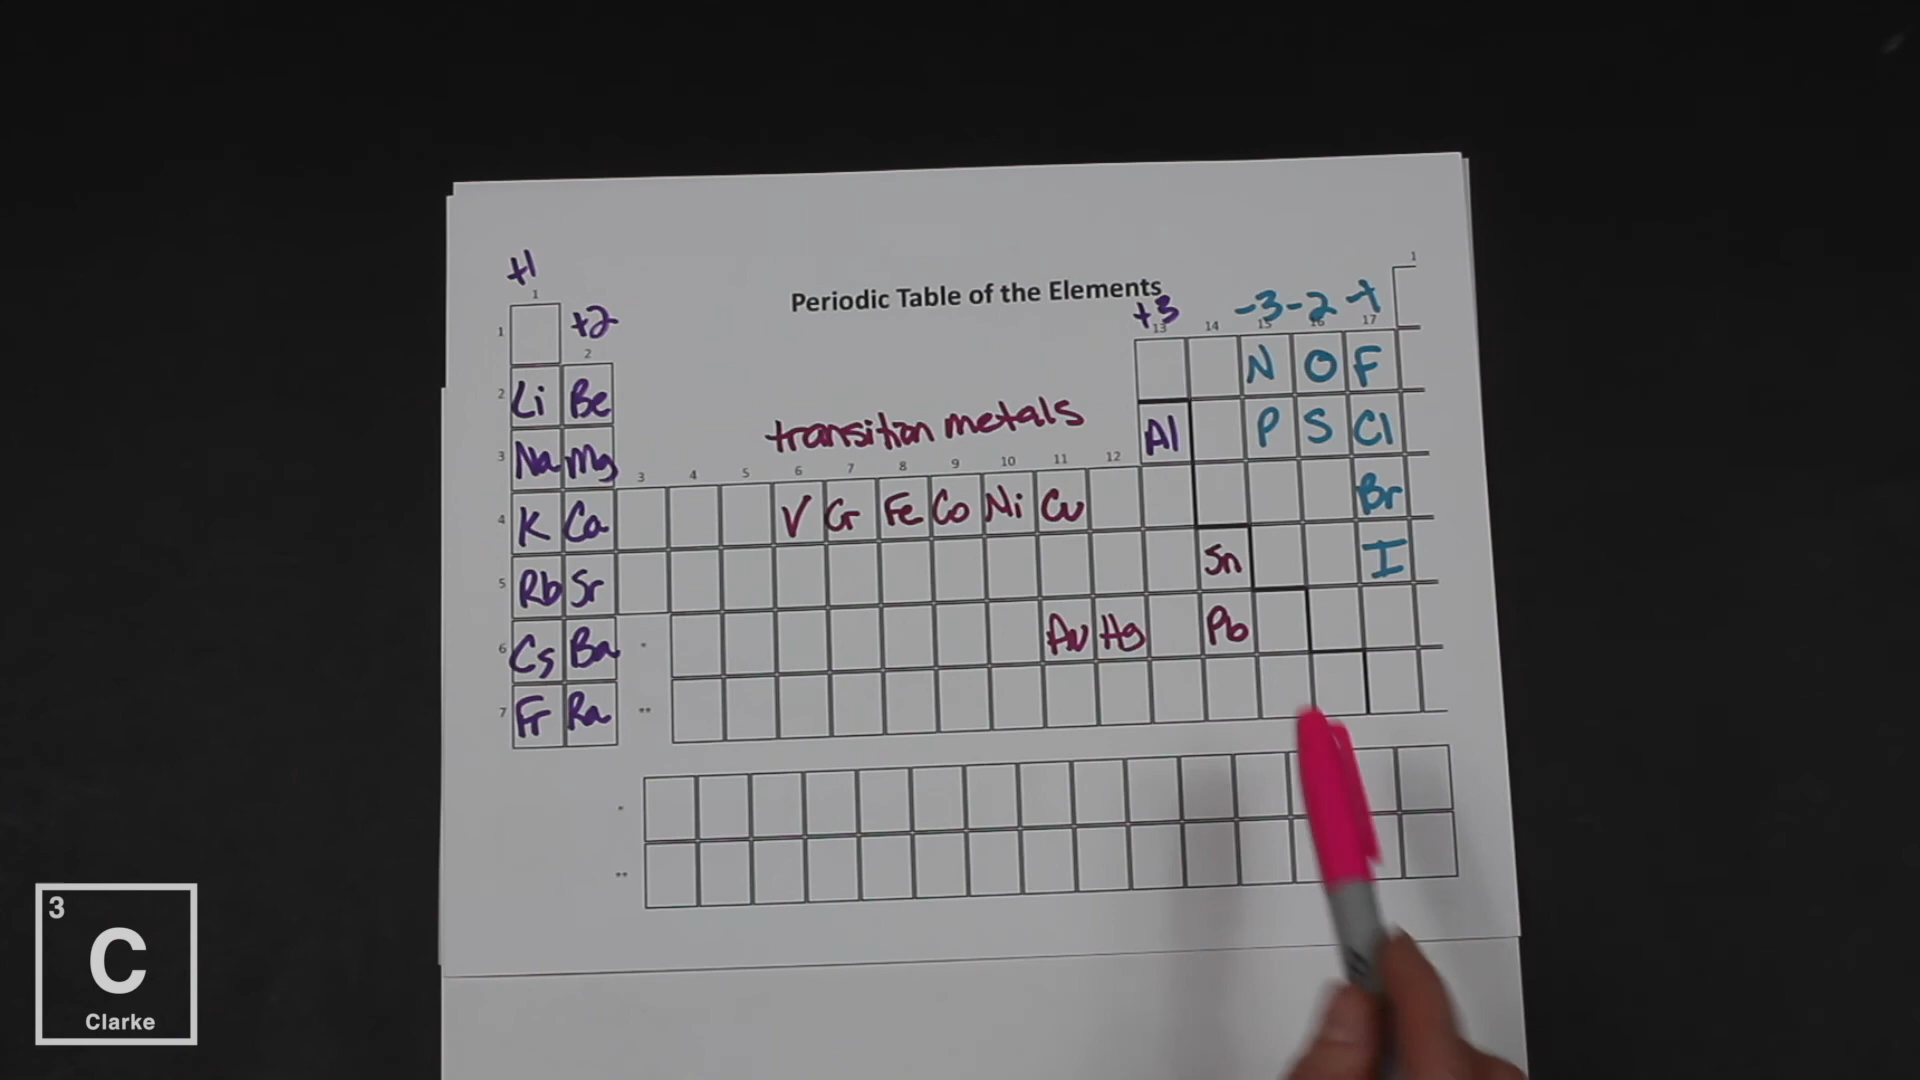 +1
1
Periodic Table of the Elements
1
+2
2
+3 -3 -2 -1
13 14 15 16 17
1
2 Li Be N O F
transition metals
3 Na Mg 3 4 5 6 7 8 9 10 11 12 Al P S Cl
4 K Ca V Cr Fe Co Ni Cu Br
5 Rb Sr Sn I
6 Cs Ba * Au Hg Pb
7 Fr Ra **
*
**
3
C
Clarke